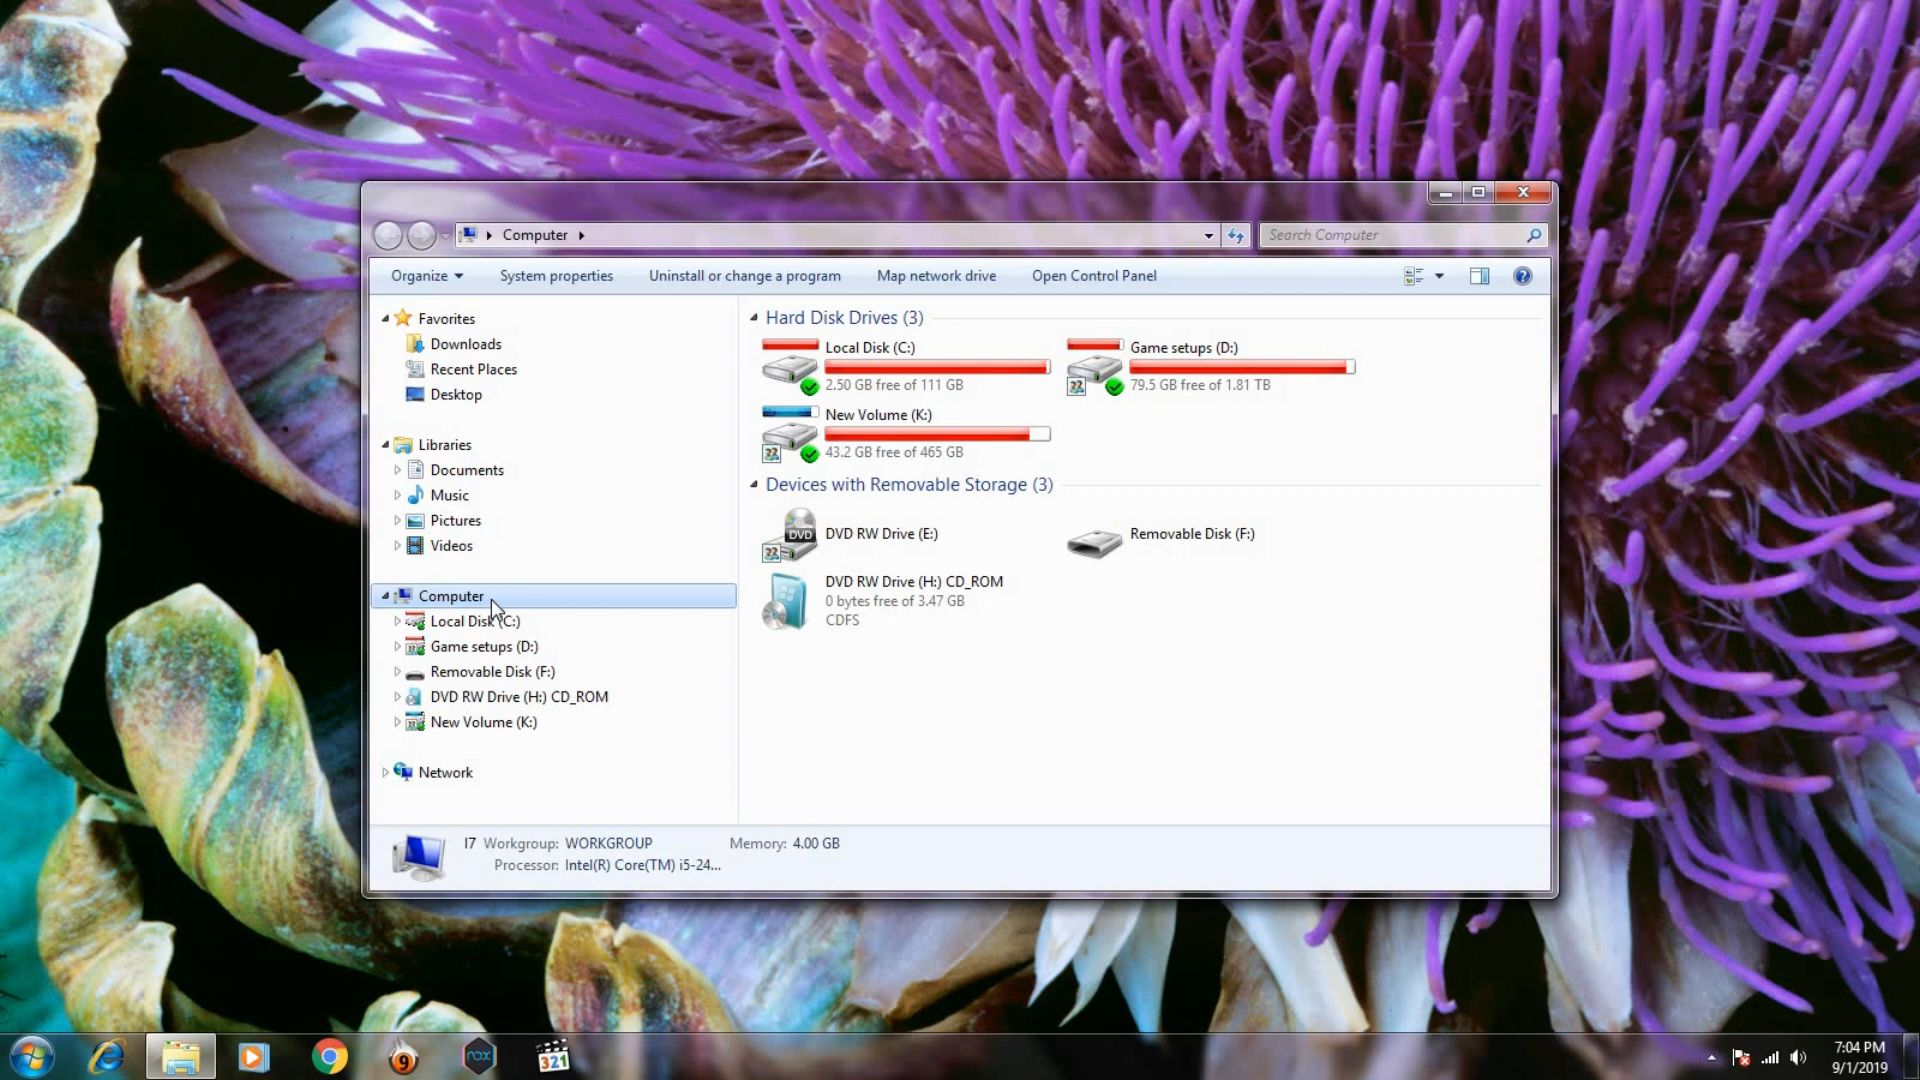 Computer
Search Computer
Organize
System properties
Uninstall or change a program
Map network drive
Open Control Panel
Favorites
Downloads
Recent Places
Desktop
Libraries
Documents
Music
Pictures
Videos
Computer
Local Disk (C:)
Game setups (D:)
Removable Disk (F:)
DVD RW Drive (H:) CD_ROM
New Volume (K:)
Network
Hard Disk Drives (3)
Local Disk (C:)
2.50 GB free of 111 GB
Game setups (D:)
79.5 GB free of 1.81 TB
New Volume (K:)
43.2 GB free of 465 GB
Devices with Removable Storage (3)
DVD
DVD RW Drive (E:)
Removable Disk (F:)
DVD RW Drive (H:) CD_ROM
0 bytes free of 3.47 GB
CDFS
I7 Workgroup: WORKGROUP Memory: 4.00 GB
Processor: Intel(R) Core(TM) i5-24...
9
nox
321
7:04 PM
9/1/2019